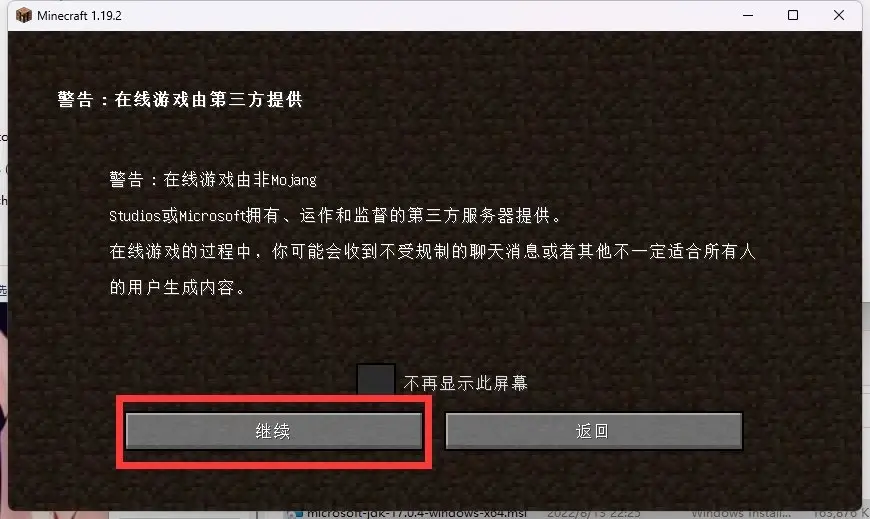 Minecraft 1.19.2
警告：在线游戏由第三方提供
警告：在线游戏由非Mojang
Studios或Microsoft拥有、运作和监督的第三方服务器提供。
在线游戏的过程中，你可能会收到不受规制的聊天消息或者其他不一定适合所有人
的用户生成内容。
不再显示此屏幕
继续 返回
microsoft-jdk-17.0.4-windows-x64.msi 2022/8/15 22:25 Windows Install... 163,876 K